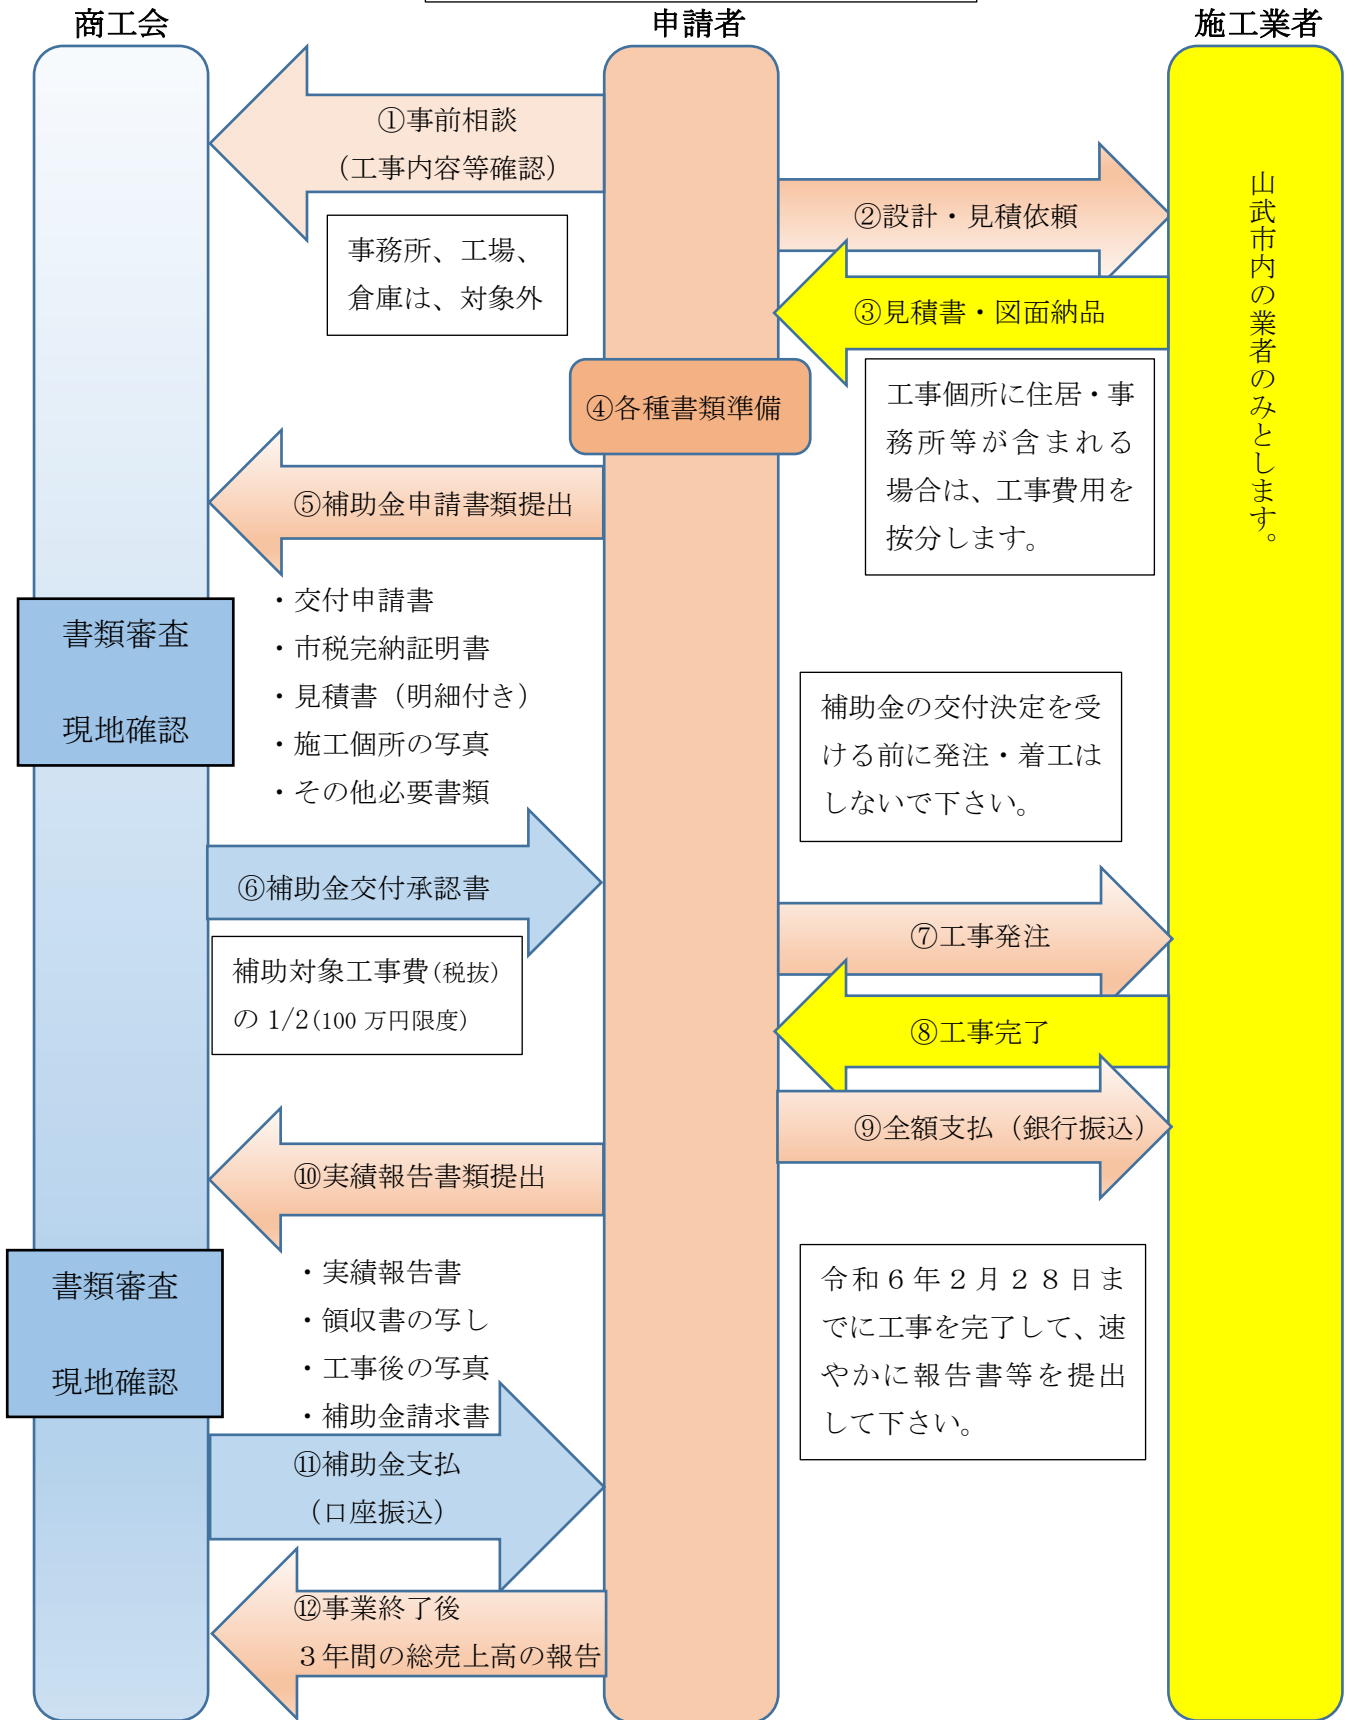 商工会
申請者
施工業者
①事前相談
（工事内容等確認）
事務所、工場、
倉庫は、対象外
②設計・見積依頼
③見積書・図面納品
山武市内の業者のみとします。
④各種書類準備
工事個所に住居・事
務所等が含まれる
場合は、工事費用を
按分します。
⑤補助金申請書類提出
・交付申請書
・市税完納証明書
・見積書（明細付き）
・施工個所の写真
・その他必要書類
書類審査
現地確認
補助金の交付決定を受
ける前に発注・着工は
しないで下さい。
⑥補助金交付承認書
補助対象工事費(税抜)
の 1/2(100 万円限度)
⑦工事発注
⑧工事完了
⑨全額支払（銀行振込）
⑩実績報告書類提出
・実績報告書
・領収書の写し
・工事後の写真
・補助金請求書
書類審査
現地確認
令和６年２月２８日ま
でに工事を完了して、速
やかに報告書等を提出
して下さい。
⑪補助金支払
（口座振込）
⑫事業終了後
３年間の総売上高の報告